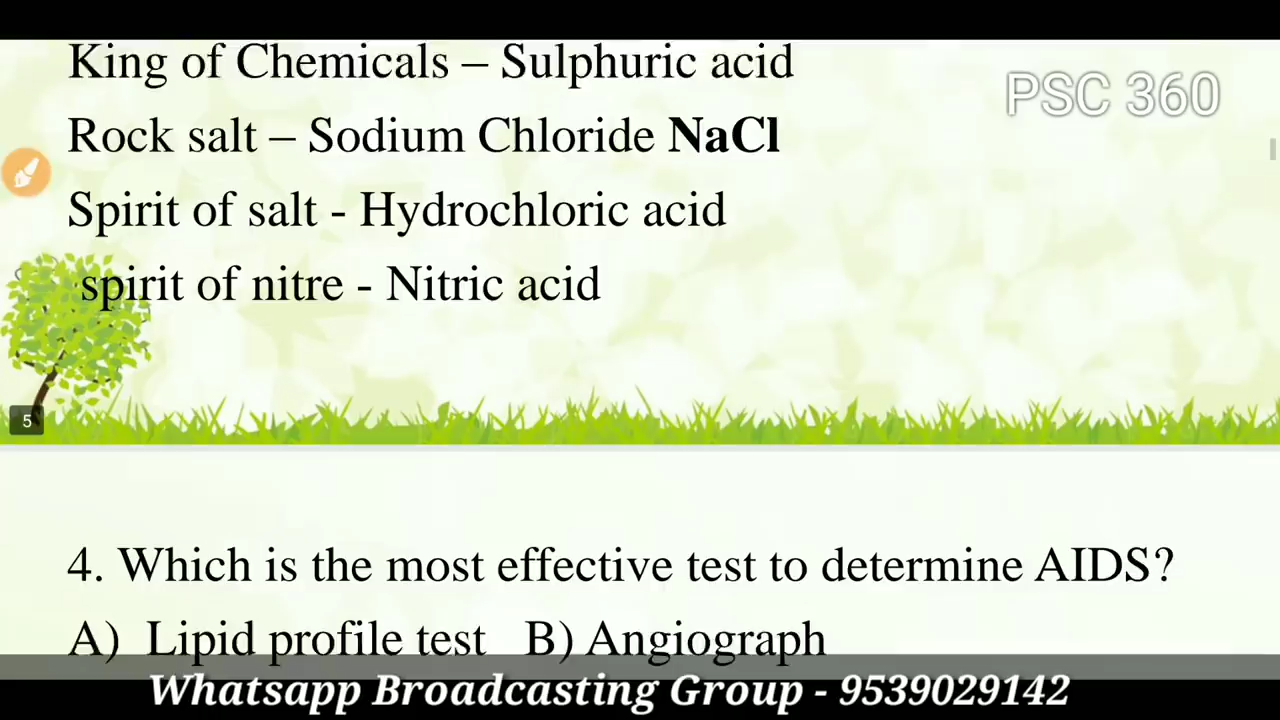 King of Chemicals – Sulphuric acid
PSC 360
Rock salt – Sodium Chloride NaCl
Spirit of salt - Hydrochloric acid
spirit of nitre - Nitric acid
5
4. Which is the most effective test to determine AIDS?
A) Lipid profile test B) Angiograph
Whatsapp Broadcasting Group - 9539029142